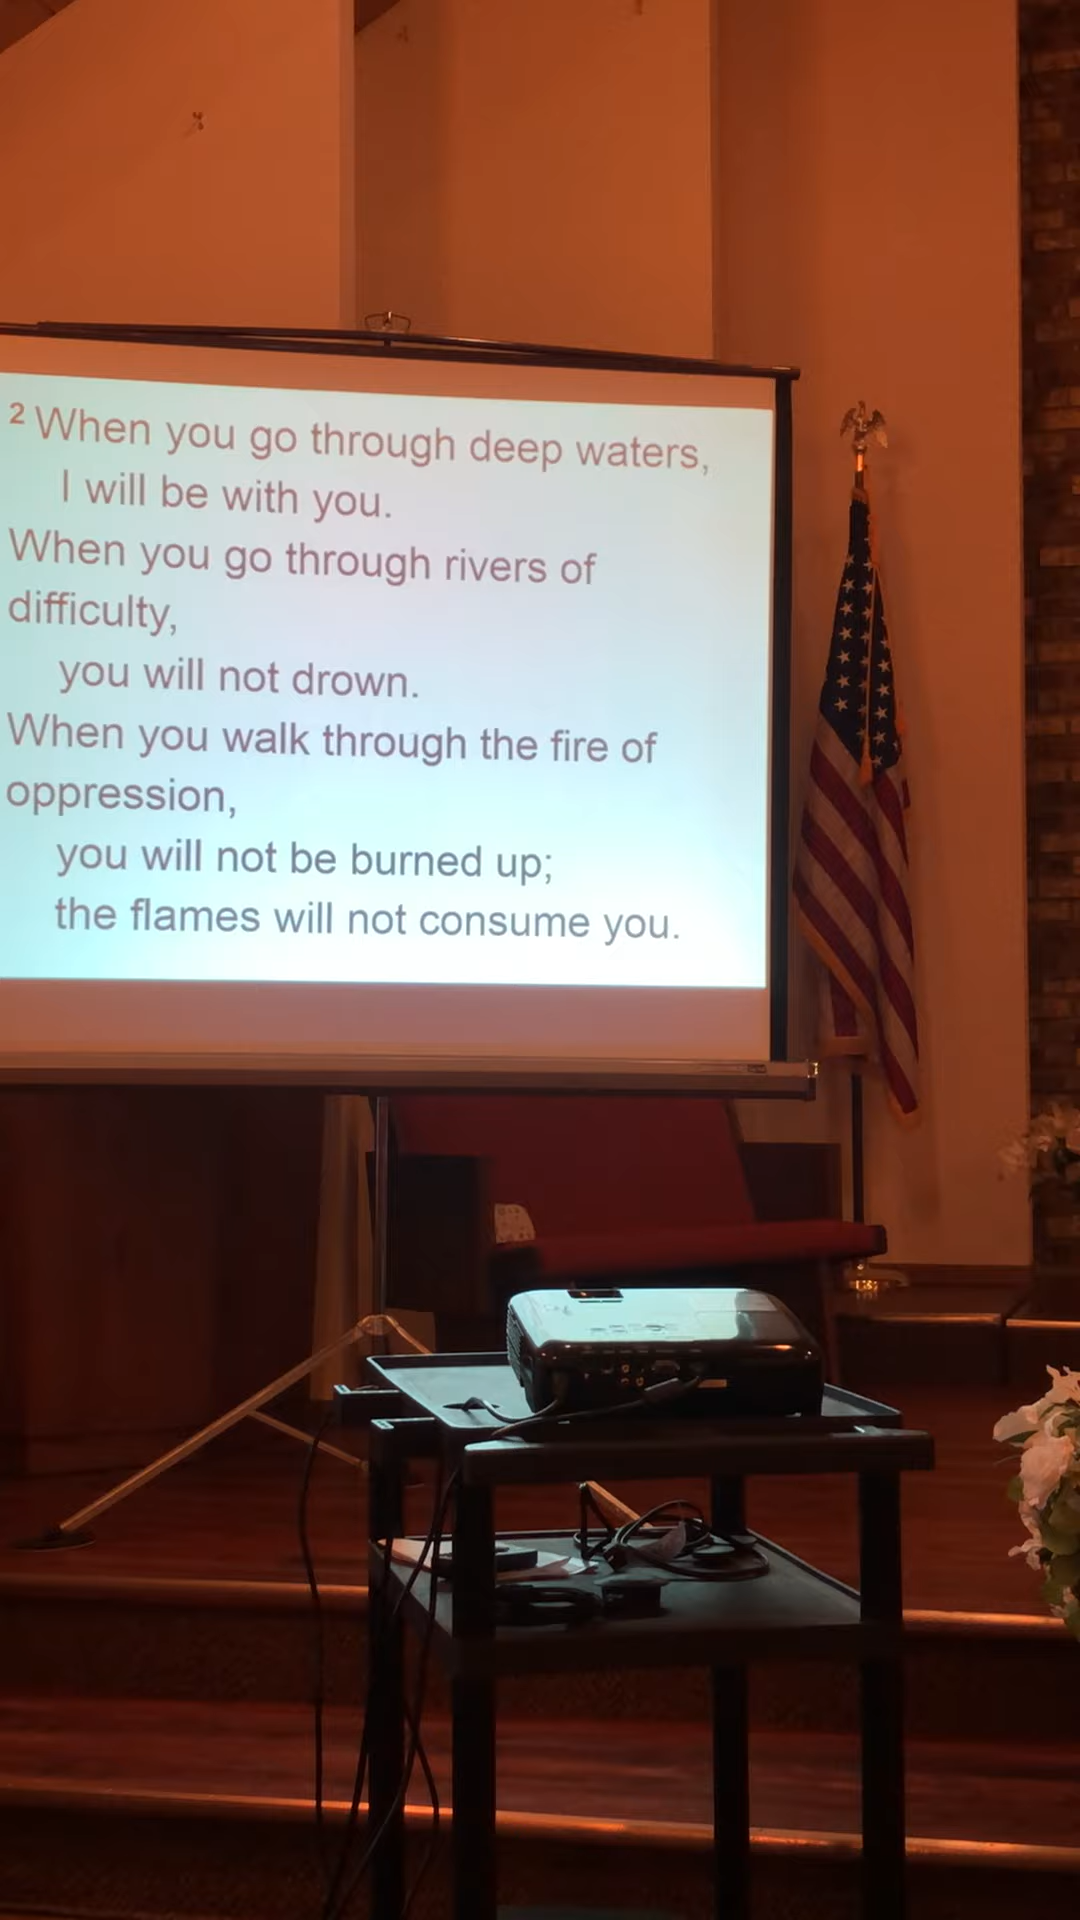 2 When you go through deep waters,
I will be with you.
When you go through rivers of
difficulty,
you will not drown.
When you walk through the fire of
oppression,
you will not be burned up;
the flames will not consume you.